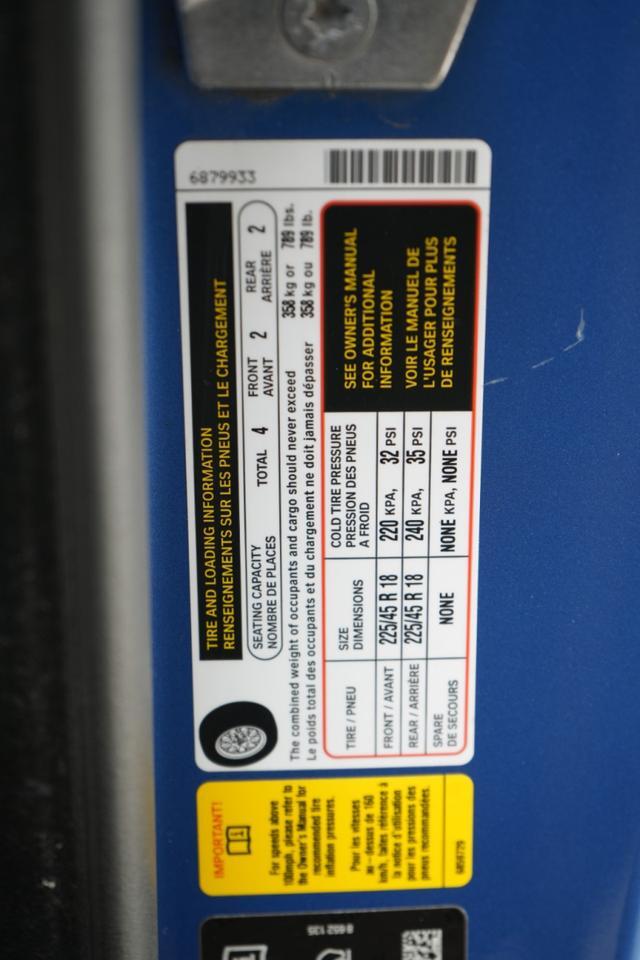 6879933
TIRE AND LOADING INFORMATION
RENSEIGNEMENTS SUR LES PNEUS ET LE CHARGEMENT
SEATING CAPACITY
NOMBRE DE PLACES
TOTAL 4
FRONT
AVANT
2
REAR
ARRIÈRE
2
The combined weight of occupants and cargo should never exceed 358 kg or 789 lbs.
Le poids total des occupants et du chargement ne doit jamais dépasser 358 kg ou 789 lb.
TIRE / PNEU
SIZE
DIMENSIONS
COLD TIRE PRESSURE
PRESSION DES PNEUS
A FROID
FRONT / AVANT 225/45 R 18 220 KPA, 32 PSI
REAR / ARRIÈRE 225/45 R 18 240 KPA, 35 PSI
SPARE
DE SECOURS
NONE NONE KPA, NONE PSI
SEE OWNER'S MANUAL
FOR ADDITIONAL
INFORMATION
VOIR LE MANUEL DE
L'USAGER POUR PLUS
DE RENSEIGNEMENTS
IMPORTANT!
For speeds above
100mph, please refer to
the Owner's Manual for
recommended tire
inflation pressures.
Pour les vitesses
au-dessus de 160
km/h, faites référence à
la notice d'utilisation
pour les pressions des
pneus recommandées.
8 652 135